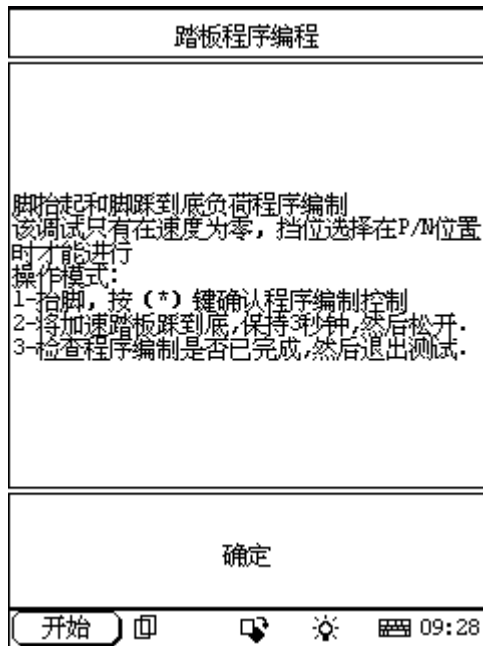 踏板程序编程
脚抬起和脚踩到底负荷程序编制
该调试只有在速度为零，挡位选择在P/N位置
时才能进行
操作模式：
1-抬脚，按（*）键确认程序编制控制
2-将加速踏板踩到底,保持3秒钟,然后松开.
3-检查程序编制是否已完成,然后退出测试.
确定
开始 09:28